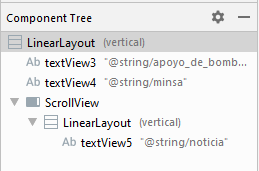 Component Tree
LinearLayout (vertical)
Ab textView3 "@string/apoyo_de_bomb...
Ab textView4 "@string/minsa"
ScrollView
LinearLayout (vertical)
Ab textView5 "@string/noticia"